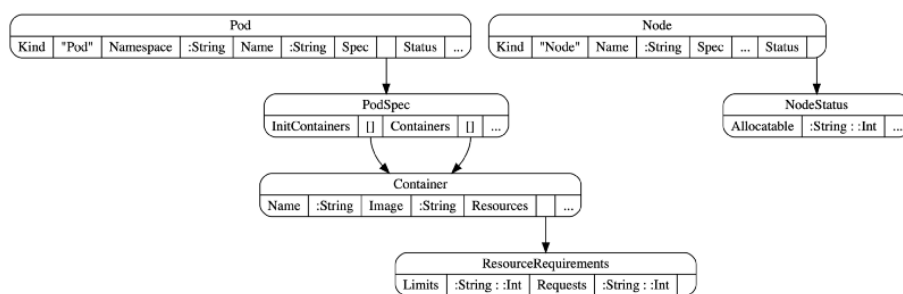 Pod
Kind "Pod" Namespace :String Name :String Spec Status ...
Node
Kind "Node" Name :String Spec ... Status
PodSpec
InitContainers [] Containers [] ...
NodeStatus
Allocatable :String : :Int ...
Container
Name :String Image :String Resources ...
ResourceRequirements
Limits :String : :Int Requests :String : :Int